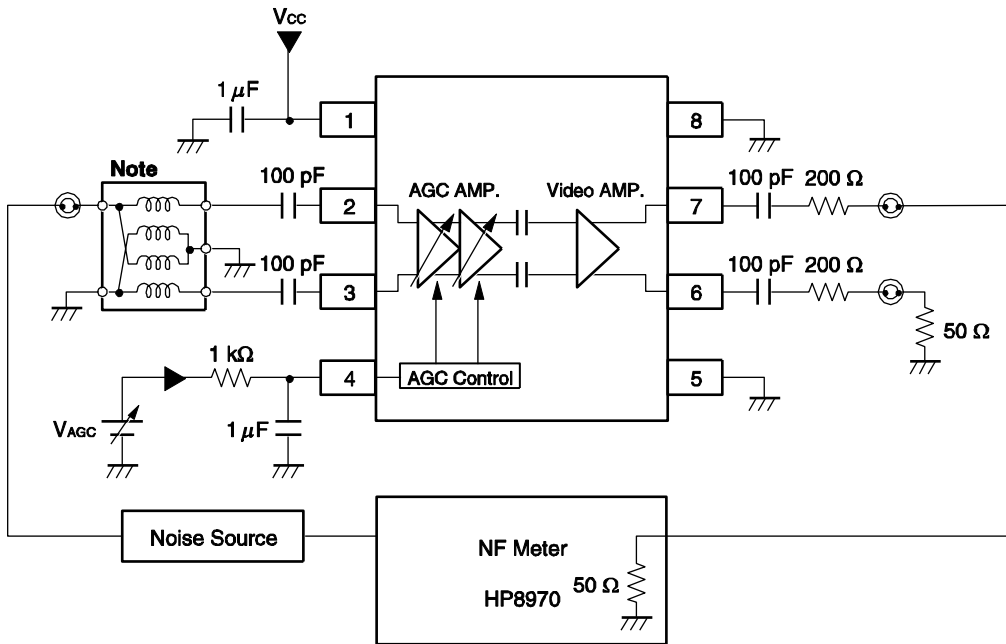 VCC
1 μF
1
8
Note
100 pF
2
AGC AMP.
Video AMP.
7
100 pF
200 Ω
100 pF
3
6
100 pF
200 Ω
50 Ω
1 kΩ
4
AGC Control
5
VAGC
1 μF
Noise Source
NF Meter
HP8970
50 Ω